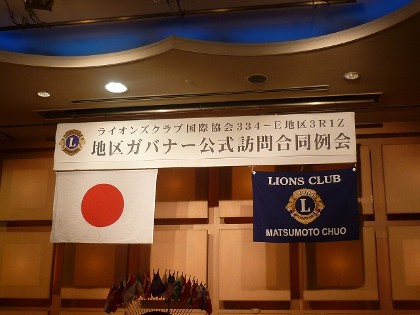 ライオンズクラブ国際協会334-E地区3R1Z
L
地区ガバナー公式訪問合同例会
LIONS CLUB
L
MATSUMOTO CHUO